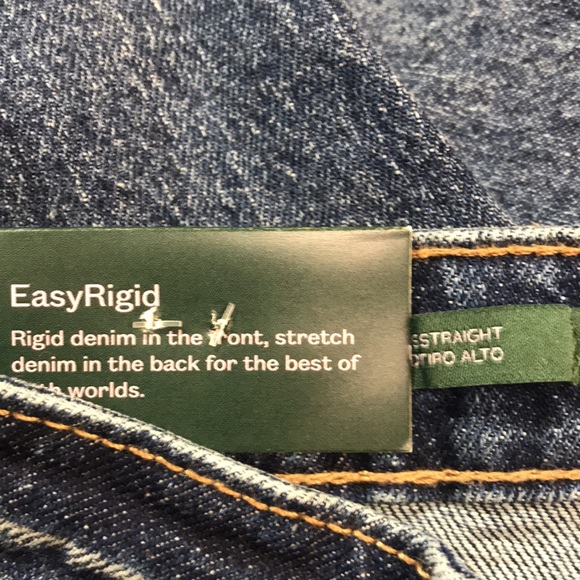 EasyRigid
Rigid denim in the front, stretch
denim in the back for the best of
worlds.
STRAIGHT
TIRO ALTO